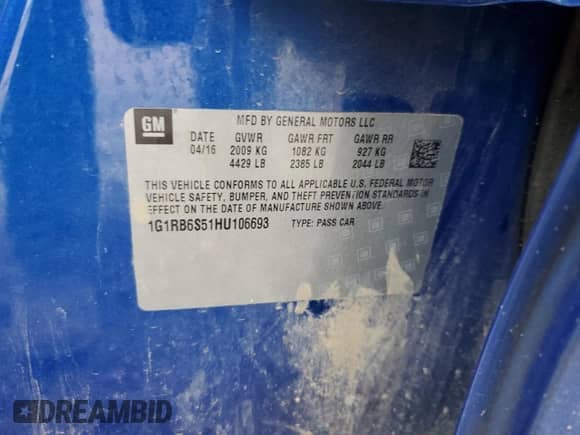 GM
MFD BY GENERAL MOTORS LLC
DATE GVWR GAWR FRT GAWR RR
04/16 2009 KG 1082 KG 927 KG
4429 LB 2385 LB 2044 LB
THIS VEHICLE CONFORMS TO ALL APPLICABLE U.S. FEDERAL MOTOR
VEHICLE SAFETY, BUMPER, AND THEFT PREVENTION STANDARDS IN
EFFECT ON THE DATE OF MANUFACTURE SHOWN ABOVE.
1G1RB6S51HU106693 TYPE: PASS CAR
DREAMBID